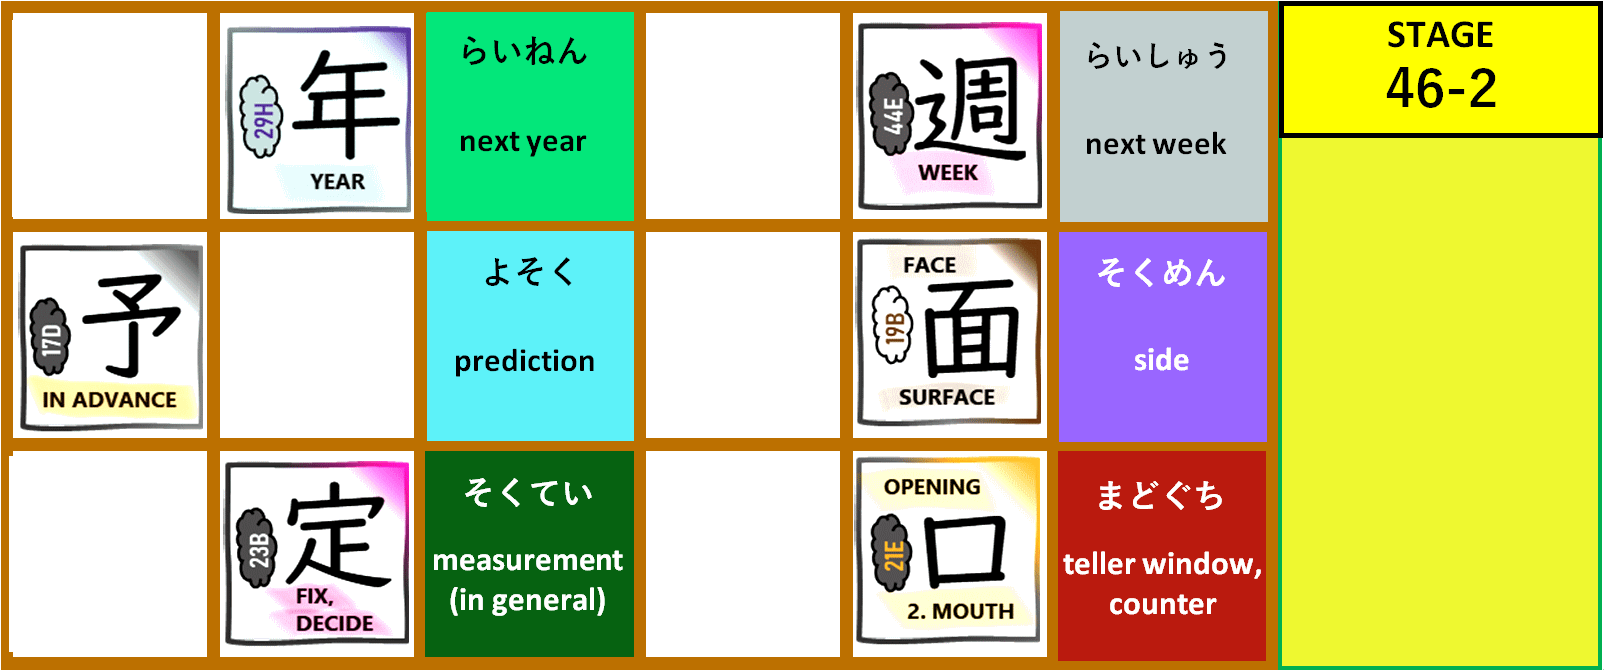 29H
年
YEAR
らいねん
next year
44E
週
WEEK
らいしゅう
next week
STAGE
46-2
17D
予
IN ADVANCE
よそく
prediction
FACE
19B
面
SURFACE
そくめん
side
23B
定
FIX,
DECIDE
そくてい
measurement
(in general)
OPENING
21E
口
2. MOUTH
まどぐち
teller window,
counter